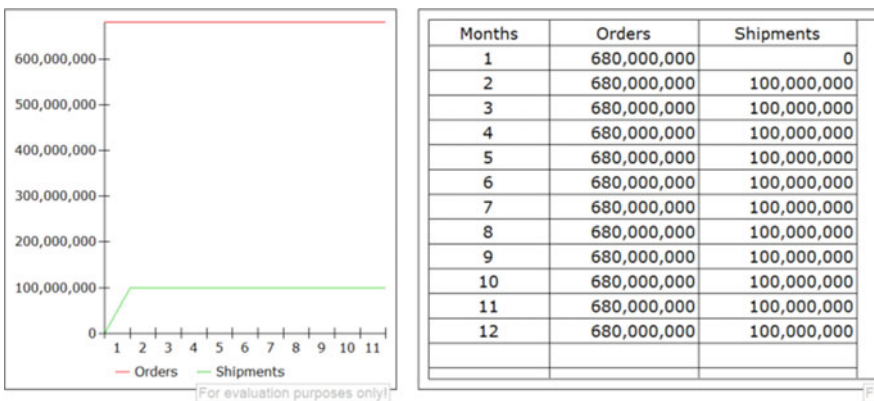 600,000,000
500,000,000
400,000,000
300,000,000
200,000,000
100,000,000
0
1 2 3 4 5 6 7 8 9 10 11
Orders Shipments
For evaluation purposes only!
Months Orders Shipments
1 680,000,000 0
2 680,000,000 100,000,000
3 680,000,000 100,000,000
4 680,000,000 100,000,000
5 680,000,000 100,000,000
6 680,000,000 100,000,000
7 680,000,000 100,000,000
8 680,000,000 100,000,000
9 680,000,000 100,000,000
10 680,000,000 100,000,000
11 680,000,000 100,000,000
12 680,000,000 100,000,000
F